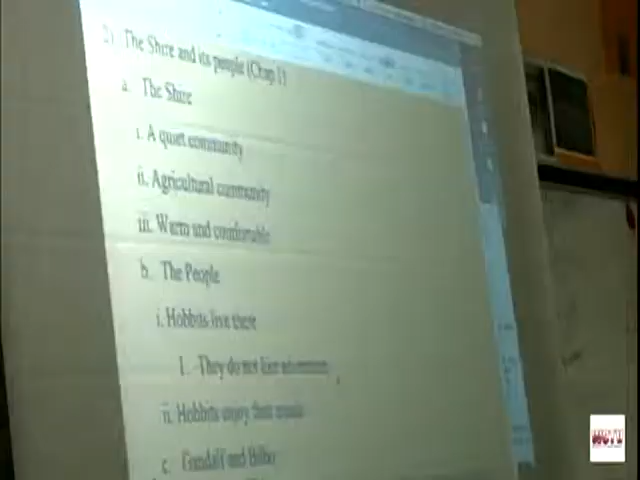 2) The Shire and its people (Chap 1)
a. The Shire
i. A quiet community
ii. Agricultural community
iii. Warm and comfortable
b. The People
i. Hobbits live there
1. They do not like adventures
ii. Hobbits enjoy their meals
c. Gandalf and Bilbo